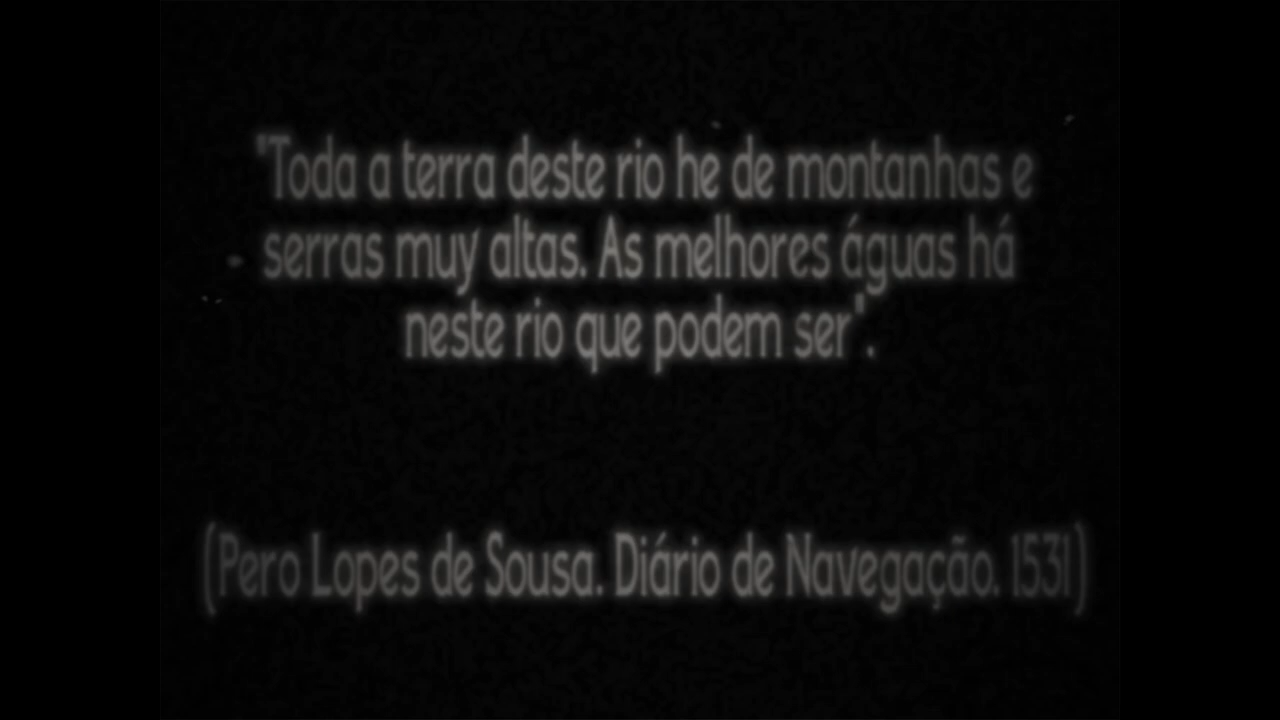 "Toda a terra deste rio he de montanhas e
serras muy altas. As melhores águas há
neste rio que podem ser".
(Pero Lopes de Sousa. Diário de Navegação. 1531)